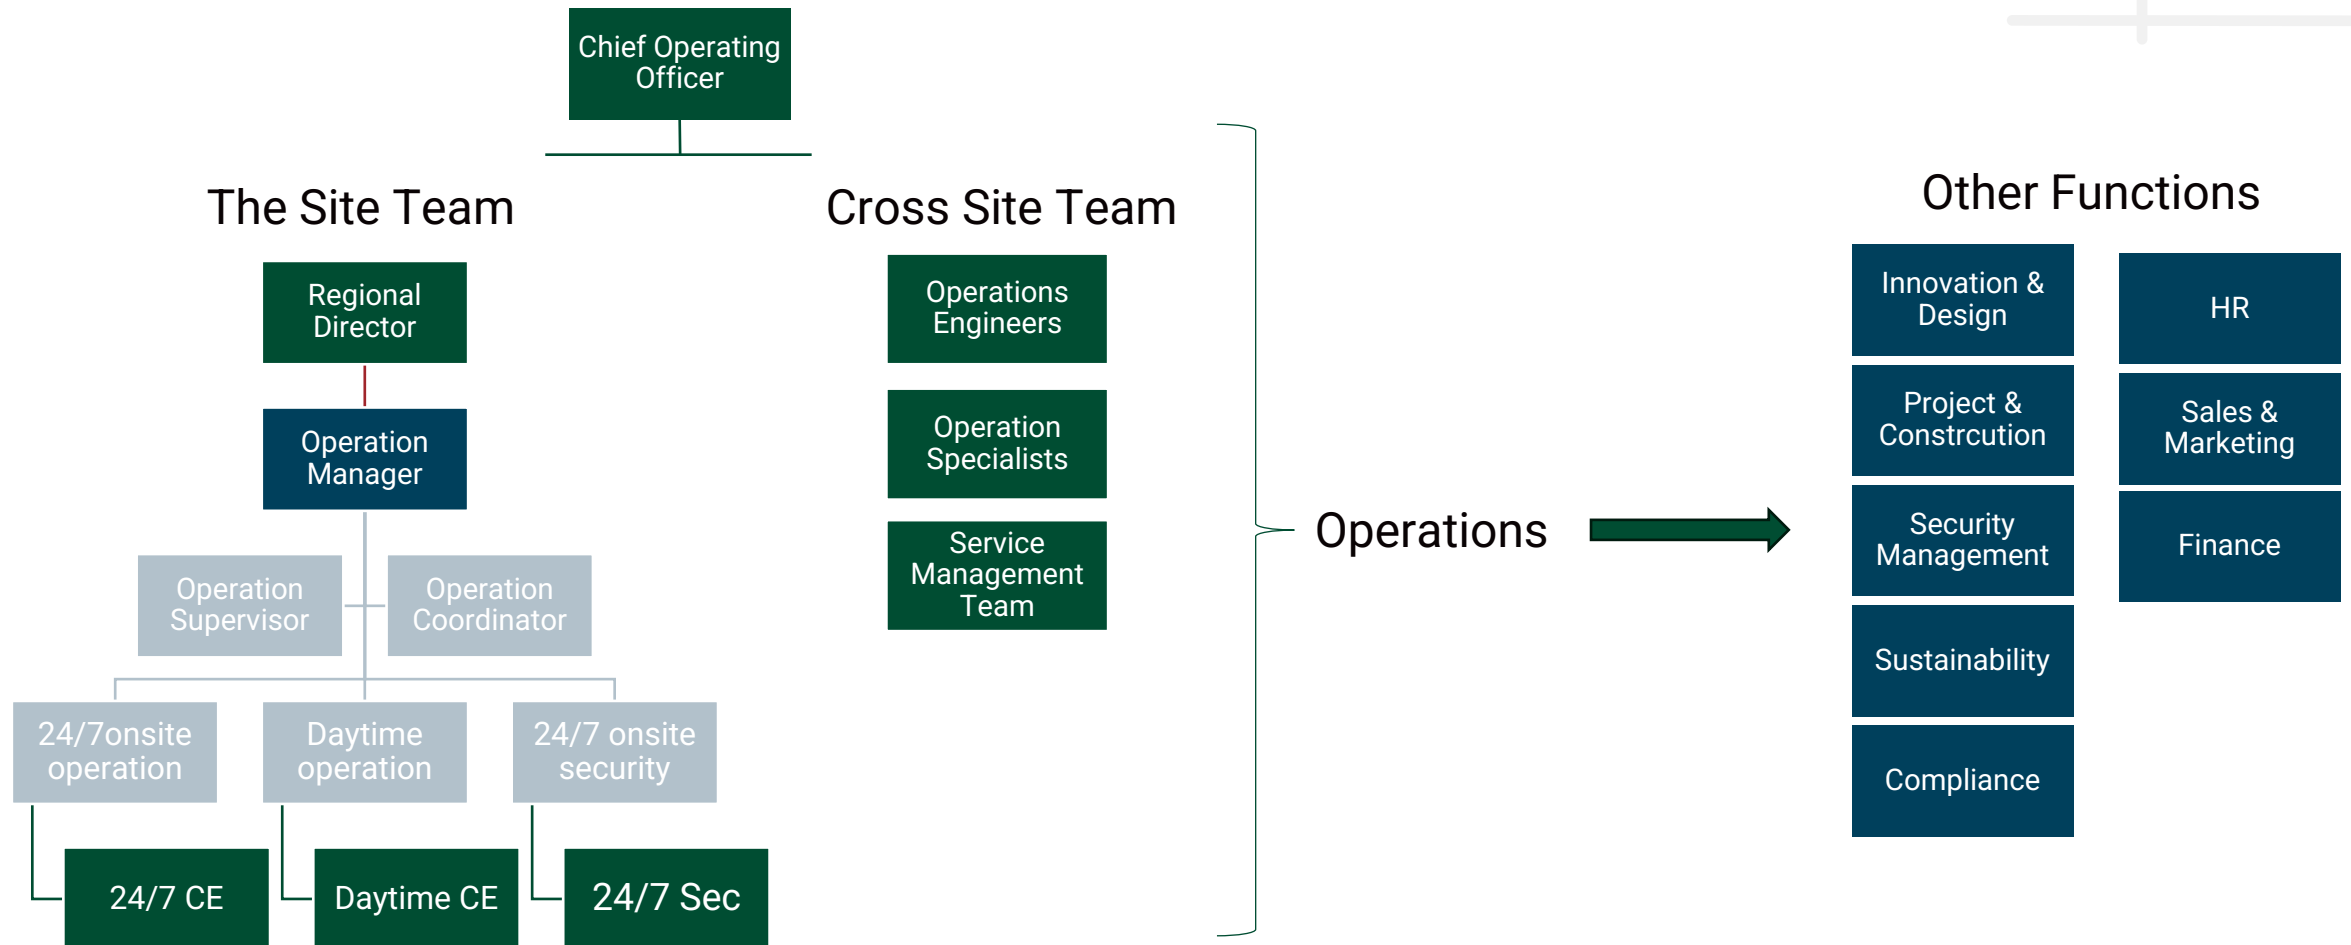 Chief Operating
Officer
The Site Team
Cross Site Team
Other Functions
Regional
Director
Operation
Manager
Operation
Supervisor
Operation
Coordinator
24/7onsite
operation
Daytime
operation
24/7 onsite
security
24/7 CE
Daytime CE
24/7 Sec
Operations
Engineers
Operation
Specialists
Service
Management
Team
Operations
Innovation &
Design
Project &
Constrcution
Security
Management
Sustainability
Compliance
HR
Sales &
Marketing
Finance